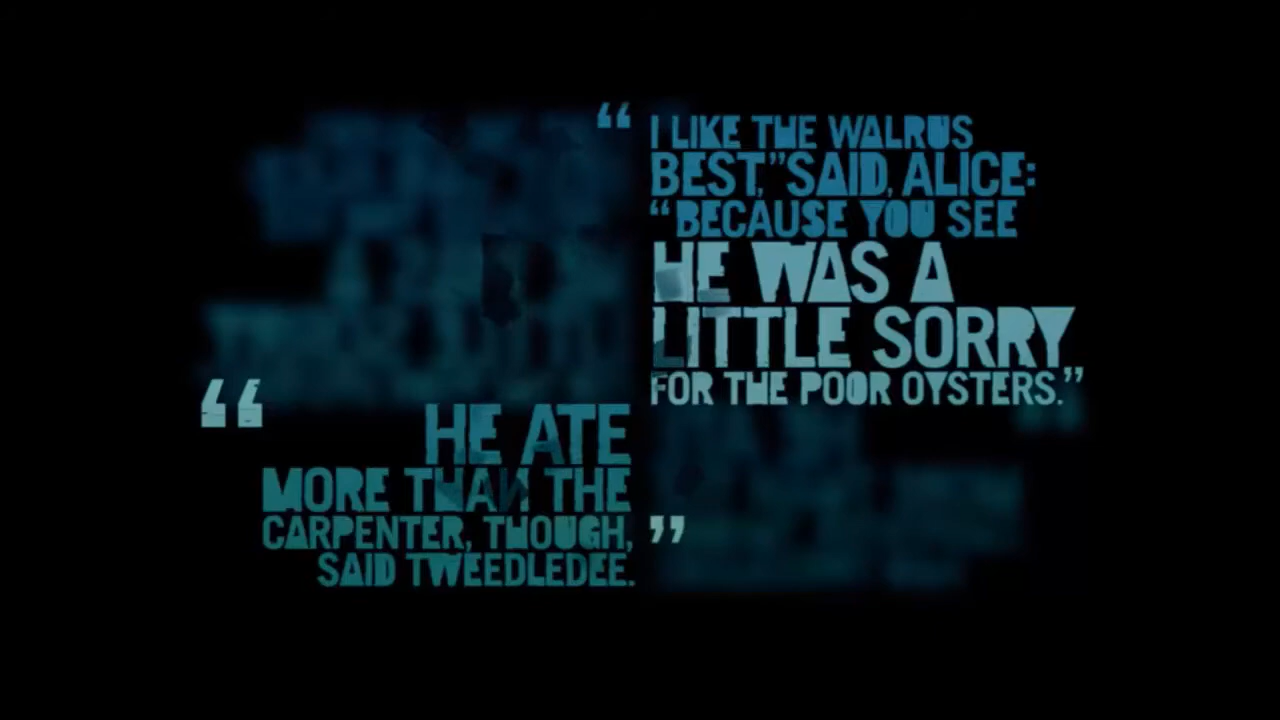 “ I LIKE THE WALRUS
BEST,” SAID, ALICE:
“BECAUSE YOU SEE
HE WAS A
LITTLE SORRY
FOR THE POOR OYSTERS.”
“ HE ATE
MORE THAN THE
CARPENTER, THOUGH, ”
SAID TWEEDLEDEE.